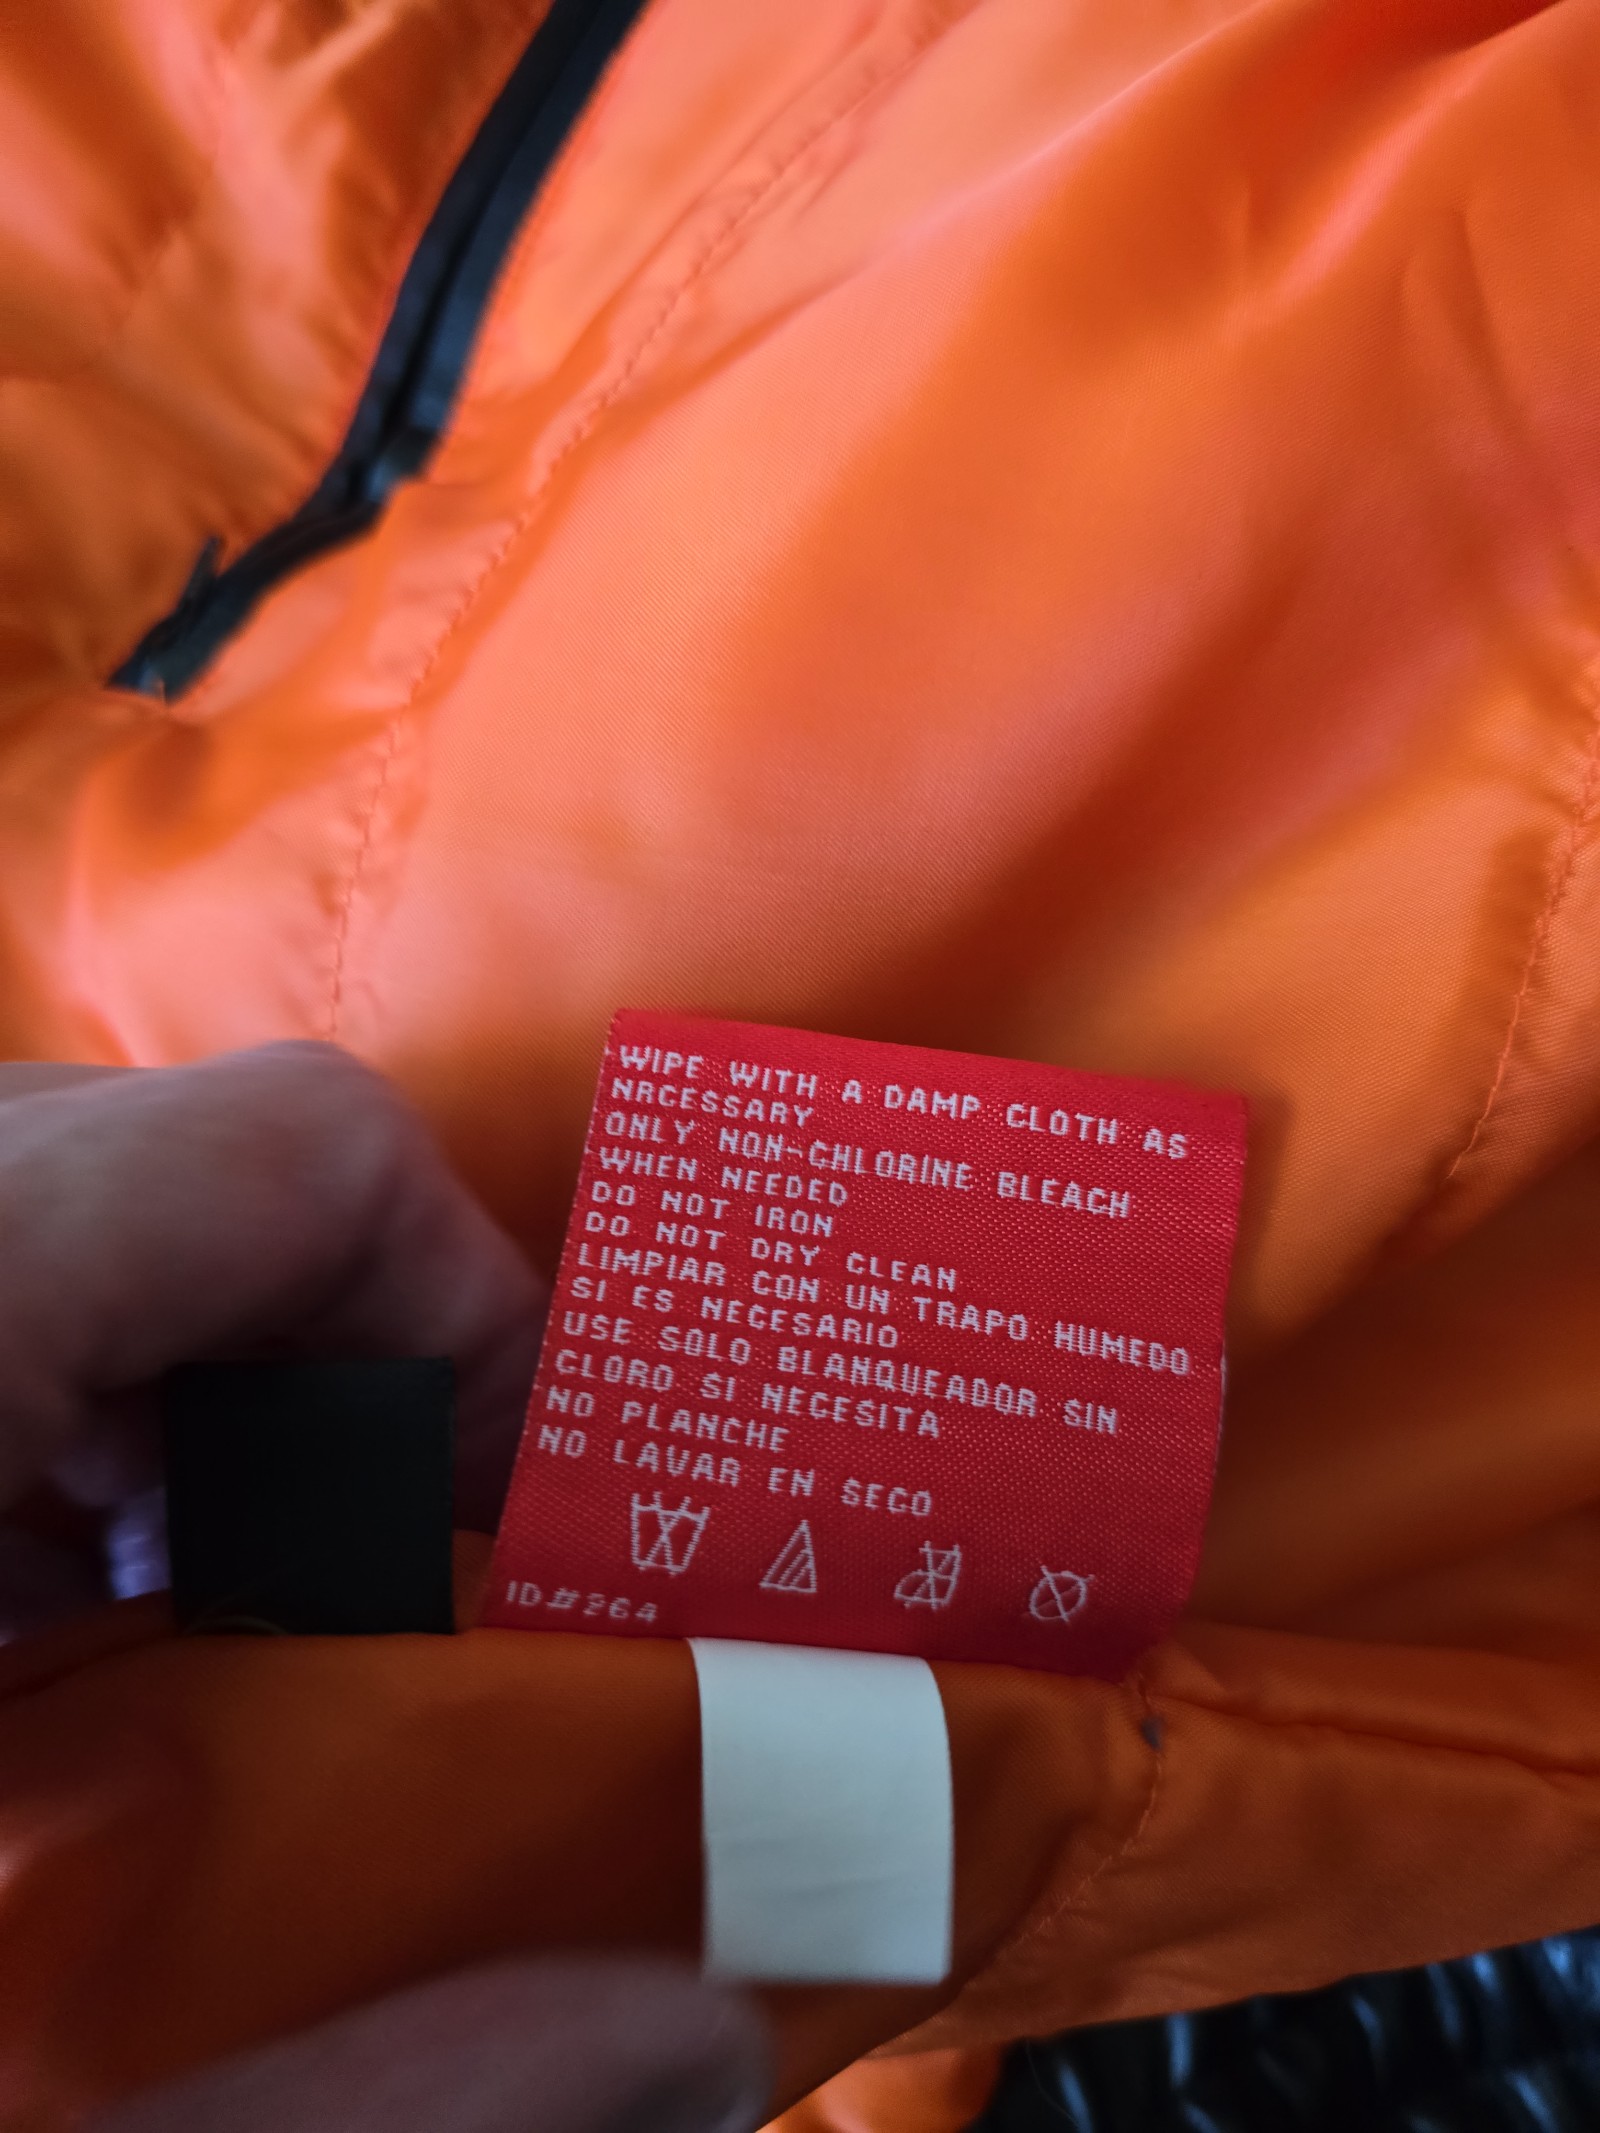 WIPE WITH A DAMP CLOTH AS
NRCESSARY
ONLY NON-CHLORINE BLEACH
WHEN NEEDED
DO NOT IRON
DO NOT DRY CLEAN
LIMPIAR CON UN TRAPO HUMEDO
SI ES NECESARIO
USE SOLO BLANQUEADOR SIN
CLORO SI NECESITA
NO PLANCHE
NO LAVAR EN SECO
ID#264